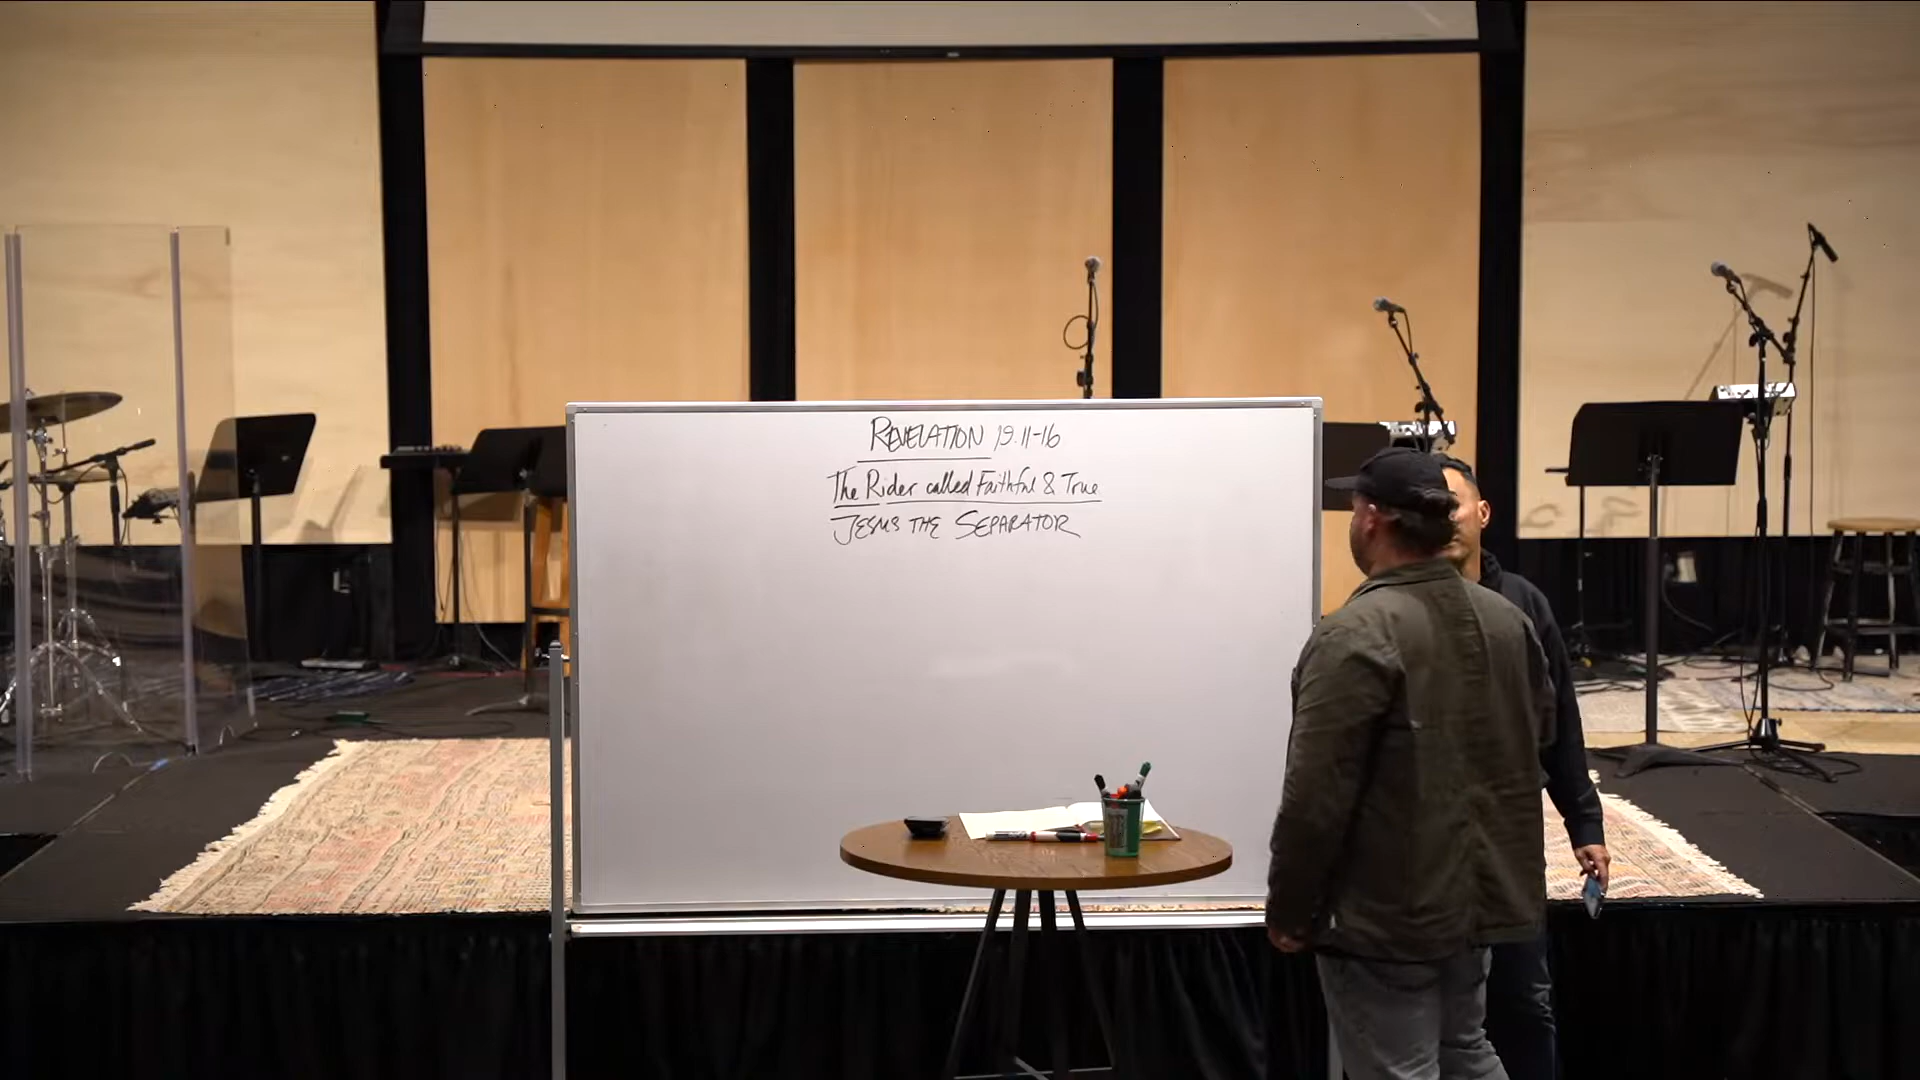 REVELATION 19.11-16
The Rider called Faithful & True
JESUS THE SEPARATOR